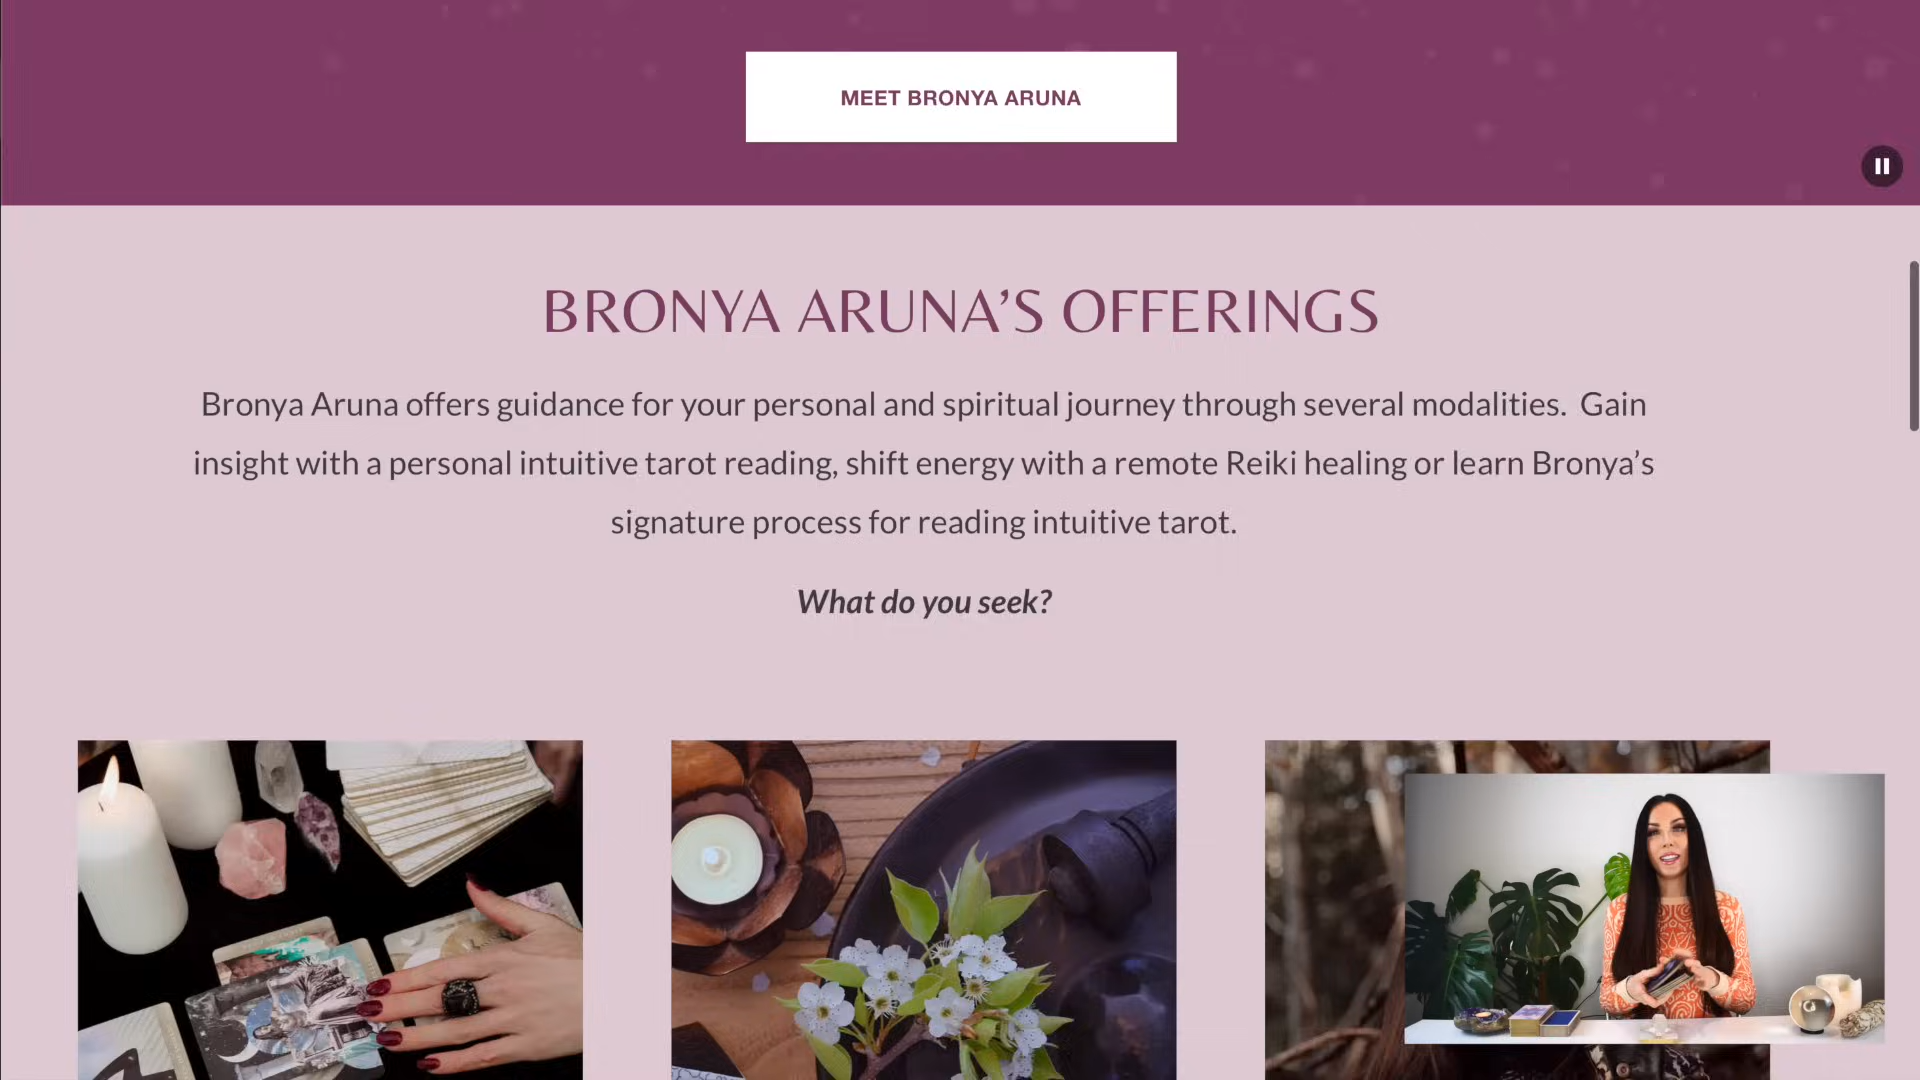 MEET BRONYA ARUNA
BRONYA ARUNA’S OFFERINGS
Bronya Aruna offers guidance for your personal and spiritual journey through several modalities.  Gain
insight with a personal intuitive tarot reading, shift energy with a remote Reiki healing or learn Bronya’s
signature process for reading intuitive tarot.
What do you seek?